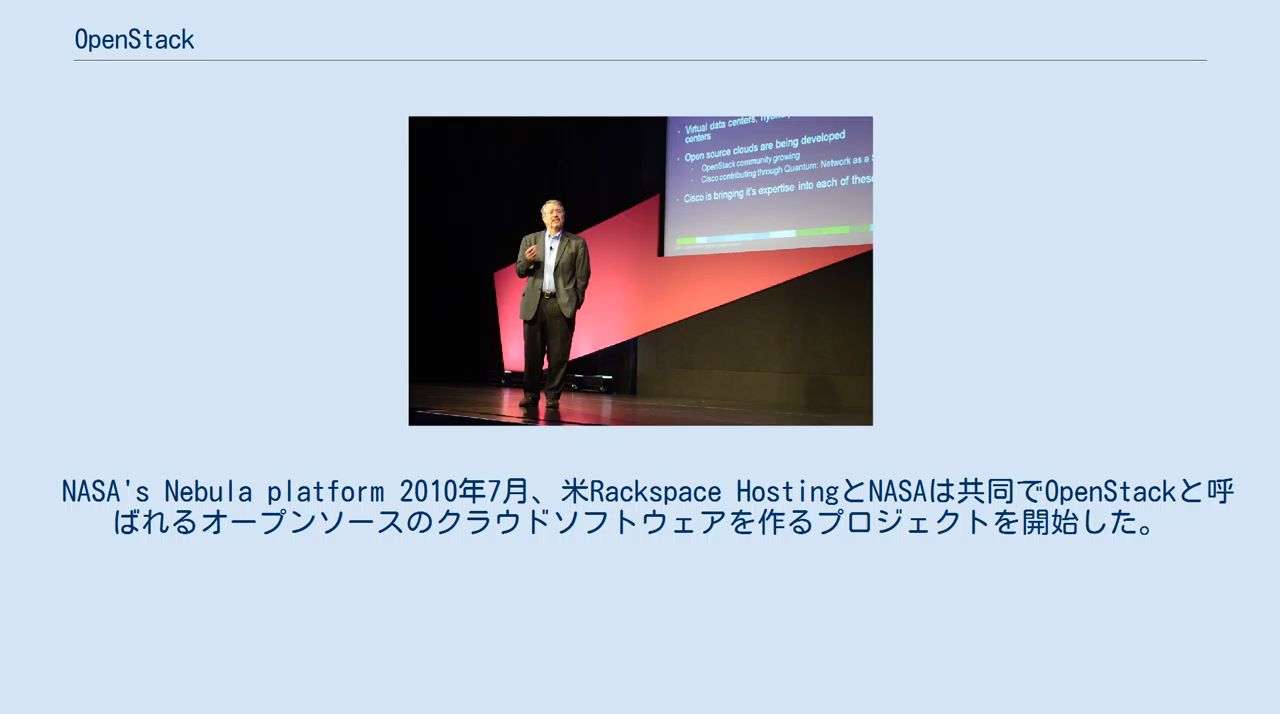 OpenStack
Virtual data centers,
centers
Open source clouds are being developed
OpenStack community growing
Cisco contributing through Quantum: Network as a
Cisco is bringing it's expertise into each of these
NASA's Nebula platform 2010年7月、米Rackspace HostingとNASAは共同でOpenStackと呼
ばれるオープンソースのクラウドソフトウェアを作るプロジェクトを開始した。